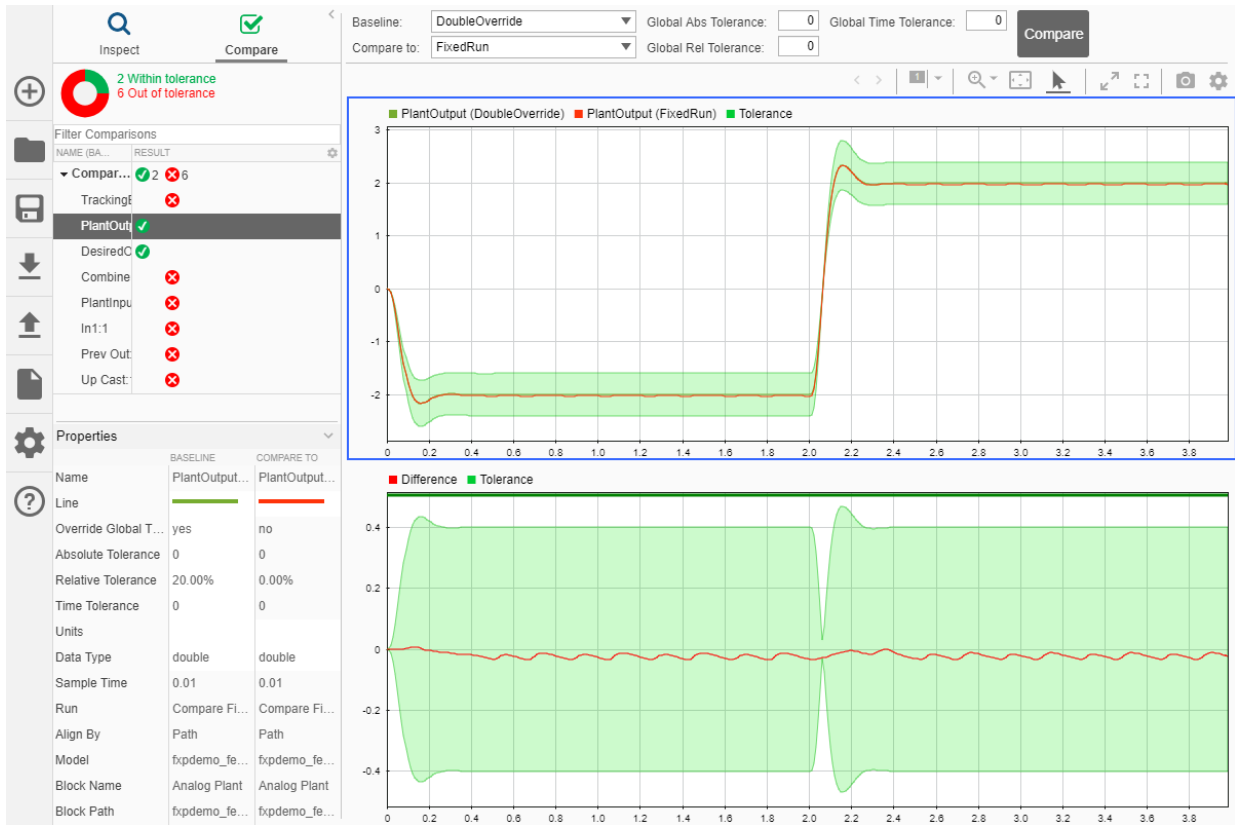 Inspect
Compare
Baseline:
DoubleOverride
Global Abs Tolerance:
0
Global Time Tolerance:
0
Compare
Compare to:
FixedRun
Global Rel Tolerance:
0
2 Within tolerance
6 Out of tolerance
Filter Comparisons
NAME (BA...
RESULT
Compar... 2 6
TrackingE
PlantOut
DesiredO
Combine
PlantInpu
In1:1
Prev Out:
Up Cast:
Properties
BASELINE COMPARE TO
Name PlantOutput... PlantOutput...
Line
Override Global T... yes no
Absolute Tolerance 0 0
Relative Tolerance 20.00% 0.00%
Time Tolerance 0 0
Units
Data Type double double
Sample Time 0.01 0.01
Run Compare Fi... Compare Fi...
Align By Path Path
Model fxpdemo_fe... fxpdemo_fe...
Block Name Analog Plant Analog Plant
Block Path fxpdemo_fe... fxpdemo_fe...
1
PlantOutput (DoubleOverride) PlantOutput (FixedRun) Tolerance
3
2
1
0
-1
-2
0 0.2 0.4 0.6 0.8 1.0 1.2 1.4 1.6 1.8 2.0 2.2 2.4 2.6 2.8 3.0 3.2 3.4 3.6 3.8
Difference Tolerance
0.4
0.2
0
-0.2
-0.4
0 0.2 0.4 0.6 0.8 1.0 1.2 1.4 1.6 1.8 2.0 2.2 2.4 2.6 2.8 3.0 3.2 3.4 3.6 3.8